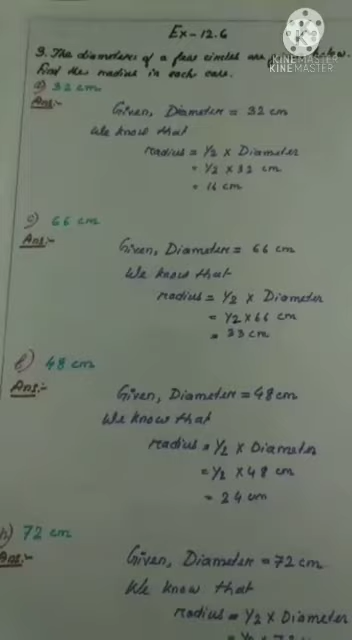 Ex-12.6
3. The diameters of a few circles are below.
Find the radius in each case.
KINEMASTER
KINEMASTER
a) 32 cm
Ans:-
Given, Diameter = 32 cm
We know that
radius = 1/2 x Diameter
= 1/2 x 32 cm
= 16 cm
c) 66 cm
Ans:-
Given, Diameter = 66 cm
We know that
radius = 1/2 x Diameter
= 1/2 x 66 cm
= 33 cm
48 cm
Ans:-
Given, Diameter = 48 cm
We know that
radius = 1/2 x Diameter
= 1/2 x 48 cm
= 24 cm
h) 72 cm
Ans:-
Given, Diameter = 72 cm
We know that
radius = 1/2 x Diameter